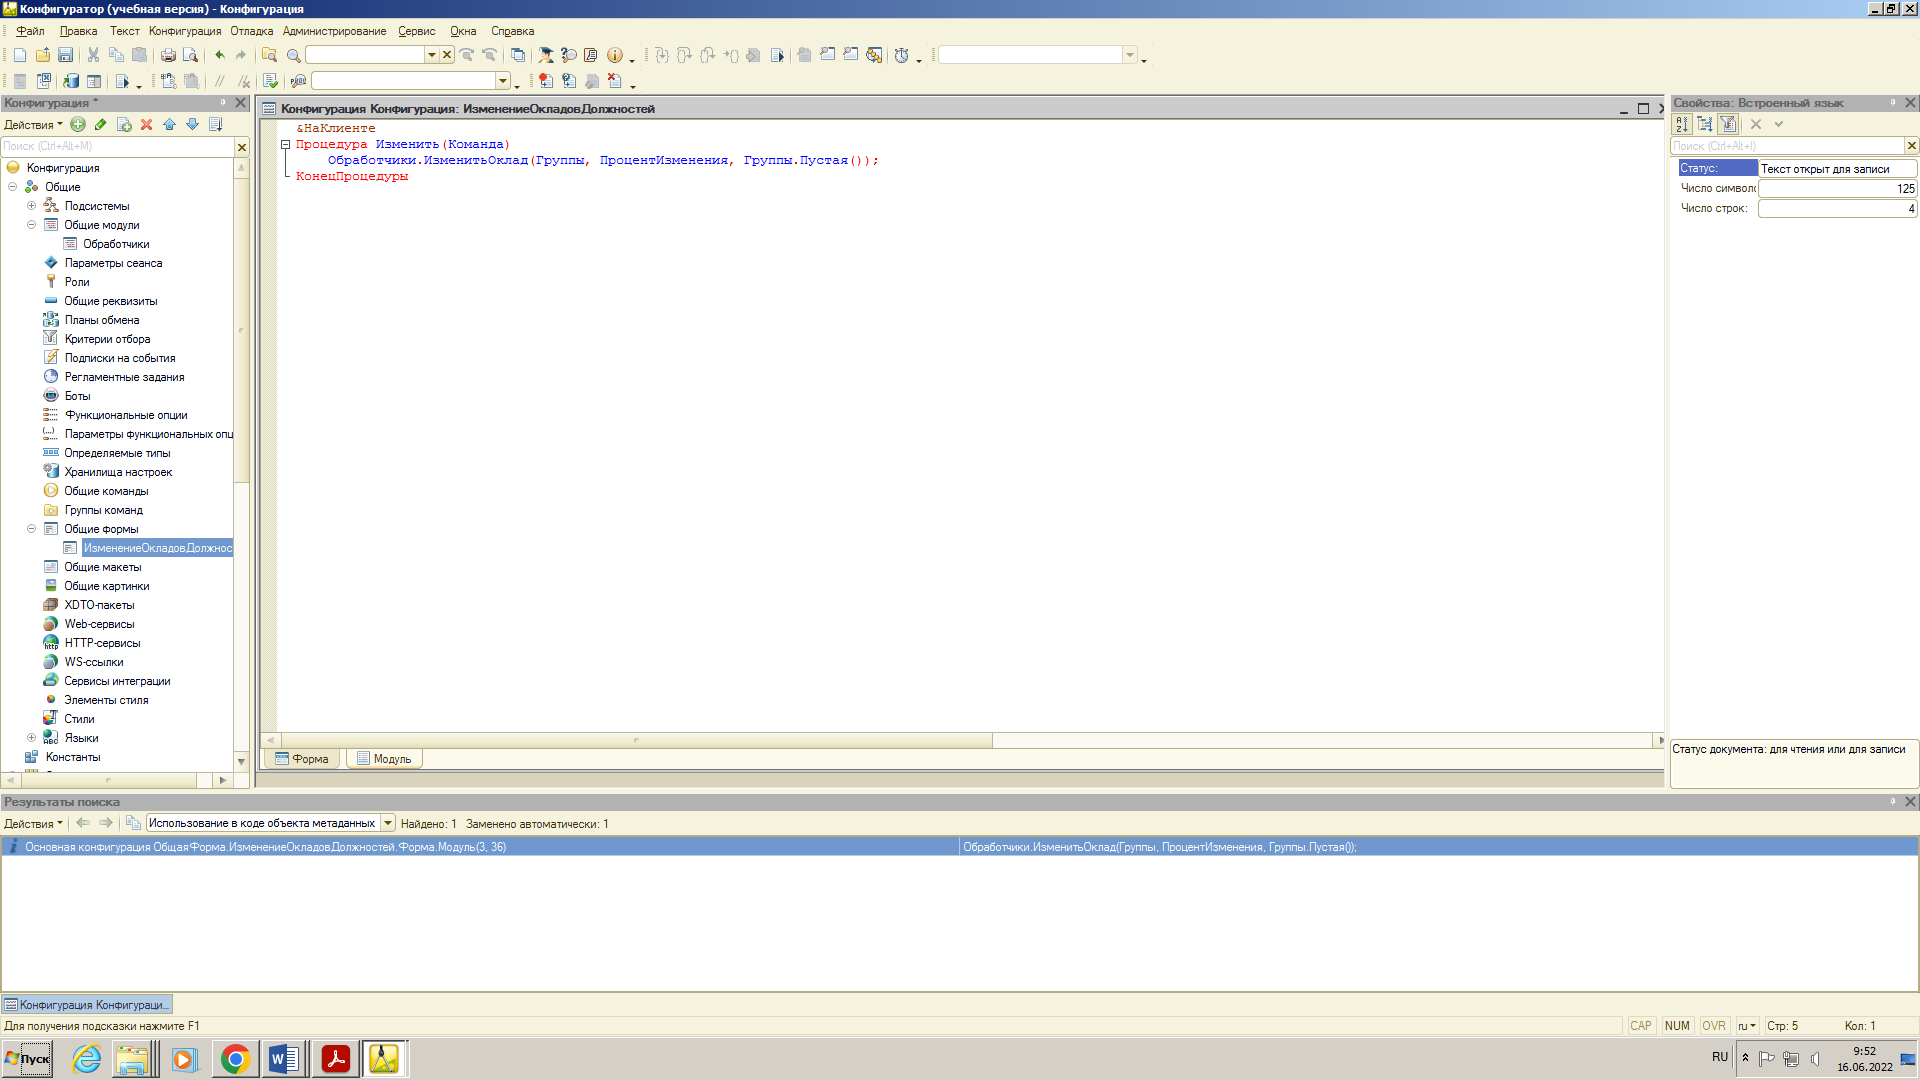 Конфигуратор (учебная версия) - Конфигурация
Файл Правка Текст Конфигурация Отладка Администрирование Сервис Окна Справка
Конфигурация *
Действия
Поиск (Ctrl+Alt+M)
Конфигурация
Общие
Подсистемы
Общие модули
Обработчики
Параметры сеанса
Роли
Общие реквизиты
Планы обмена
Критерии отбора
Подписки на события
Регламентные задания
Боты
Функциональные опции
Параметры функциональных опц
Определяемые типы
Хранилища настроек
Общие команды
Группы команд
Общие формы
ИзменениеОкладовДолжнос
Общие макеты
Общие картинки
XDTO-пакеты
Web-сервисы
HTTP-сервисы
WS-ссылки
Сервисы интеграции
Элементы стиля
Стили
Языки
Константы
Конфигурация Конфигурация: ИзменениеОкладовДолжностей
&НаКлиенте
Процедура Изменить(Команда)
Обработчики.ИзменитьОклад(Группы, ПроцентИзменения, Группы.Пустая());
КонецПроцедуры
Форма Модуль
Свойства: Встроенный язык
Поиск (Ctrl+Alt+I)
Статус: Текст открыт для записи
Число символо 125
Число строк: 4
Статус документа: для чтения или для записи
Результаты поиска
Действия Использование в коде объекта метаданных Найдено: 1 Заменено автоматически: 1
Основная конфигурация ОбщаяФорма.ИзменениеОкладовДолжностей.Форма.Модуль(3, 36) Обработчики.ИзменитьОклад(Группы, ПроцентИзменения, Группы.Пустая());
Конфигурация Конфигураци...
Для получения подсказки нажмите F1 CAP NUM OVR ru Стр: 5 Кол: 1
Пуск RU 9:52
16.06.2022